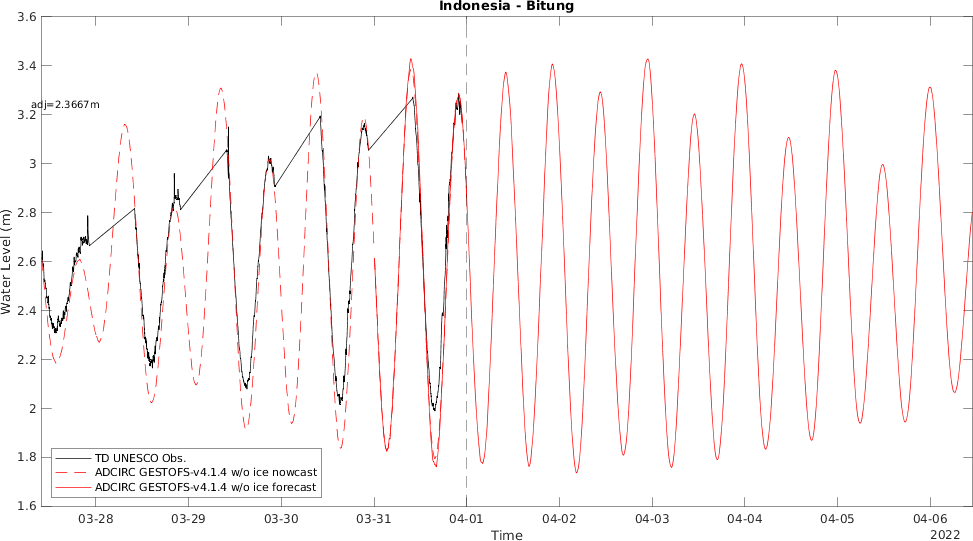 Indonesia - Bitung
3.6
3.4
adj=2.3667m
3.2
3
2.8
2.6
2.4
2.2
2
1.8
1.6
Water Level (m)
TD UNESCO Obs.
ADCIRC GESTOFS-v4.1.4 w/o ice nowcast
ADCIRC GESTOFS-v4.1.4 w/o ice forecast
03-28 03-29 03-30 03-31 04-01 04-02 04-03 04-04 04-05 04-06
Time
2022